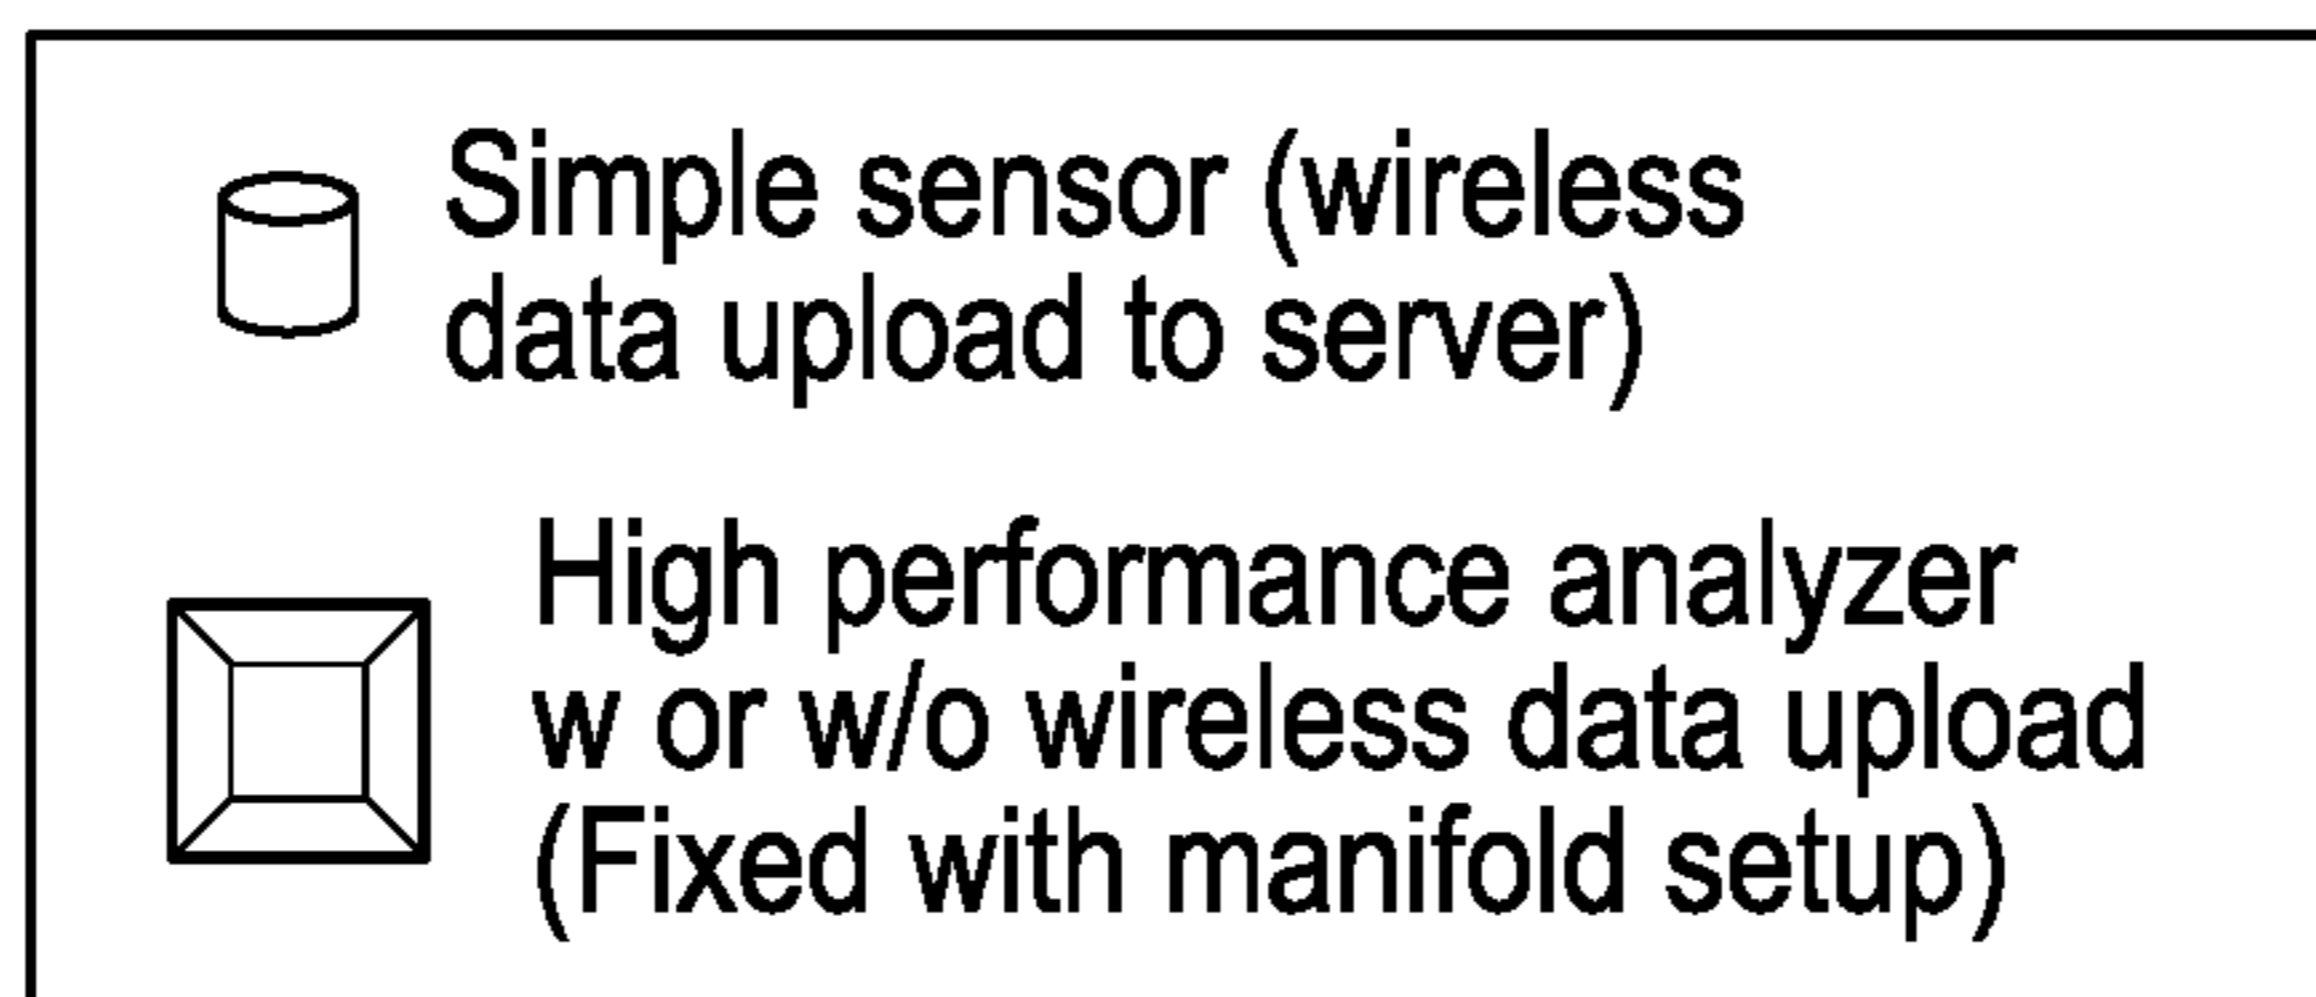 Simple sensor (wireless
data upload to server)
High performance analyzer
w or w/o wireless data upload
(Fixed with manifold setup)